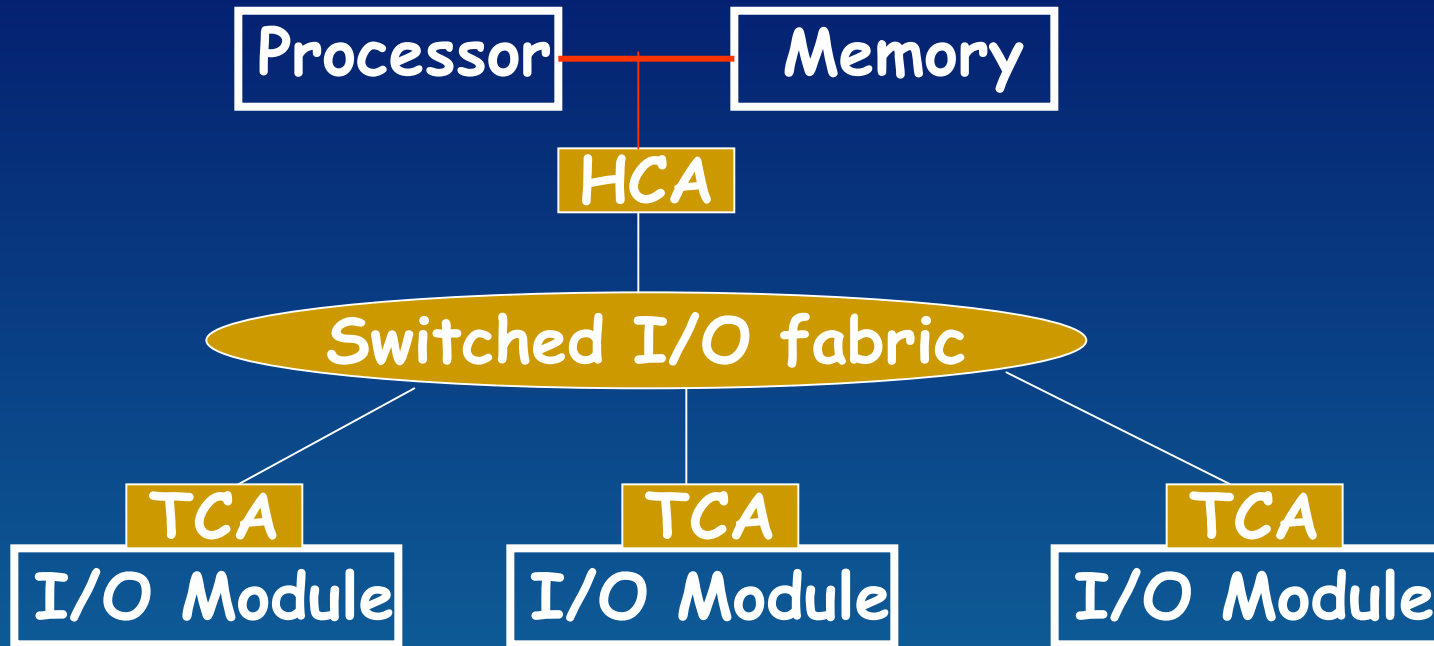 Processor
Memory
HCA
Switched I/O fabric
TCA
TCA
TCA
I/O Module
I/O Module
I/O Module